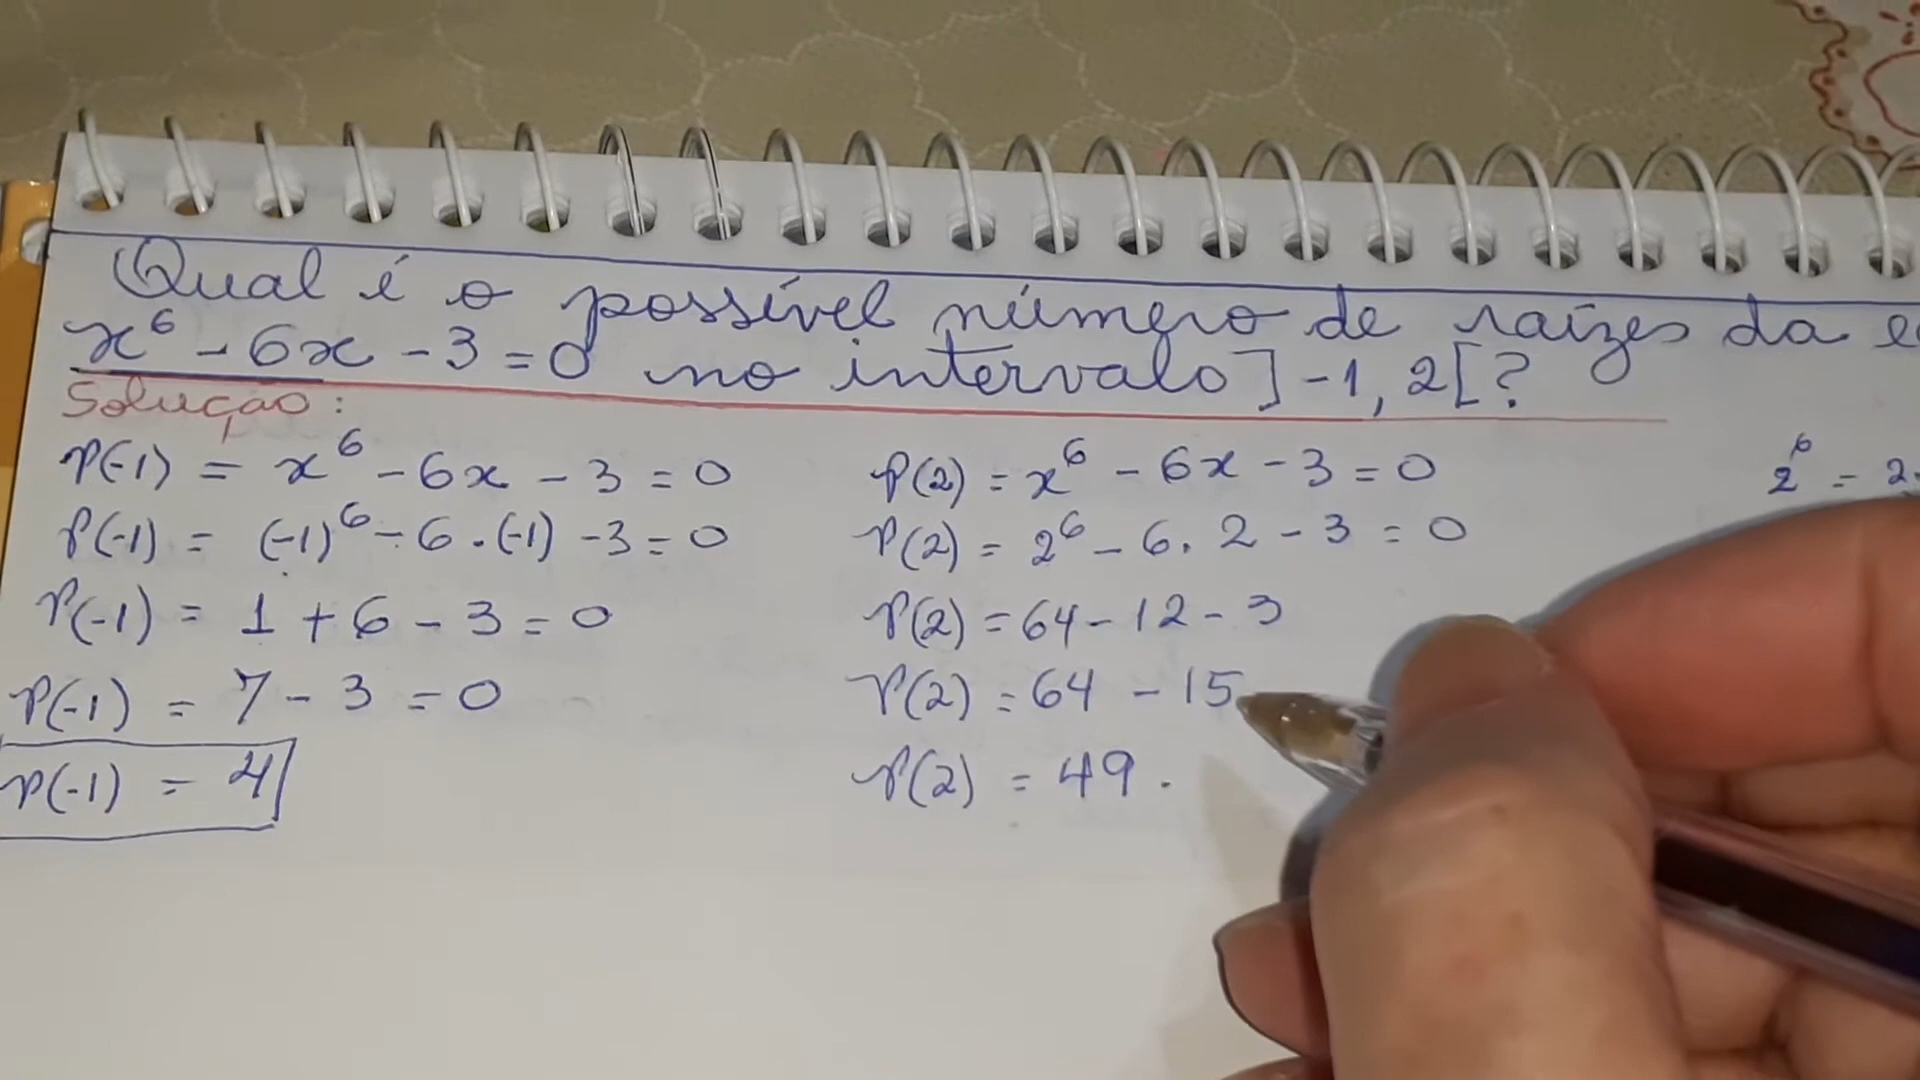 Qual é o possível número de raízes da e
x⁶ - 6x - 3 = 0 no intervalo ] -1, 2[ ?
Solução :
P(-1) = x⁶ - 6x - 3 = 0
P(-1) = (-1)⁶ - 6 . (-1) - 3 = 0
P(-1) = 1 + 6 - 3 = 0
P(-1) = 7 - 3 = 0
P(-1) = 4
P(2) = x⁶ - 6x - 3 = 0
P(2) = 2⁶ - 6 . 2 - 3 = 0
P(2) = 64 - 12 - 3
P(2) = 64 - 15
P(2) = 49 .
2⁶ = 2.